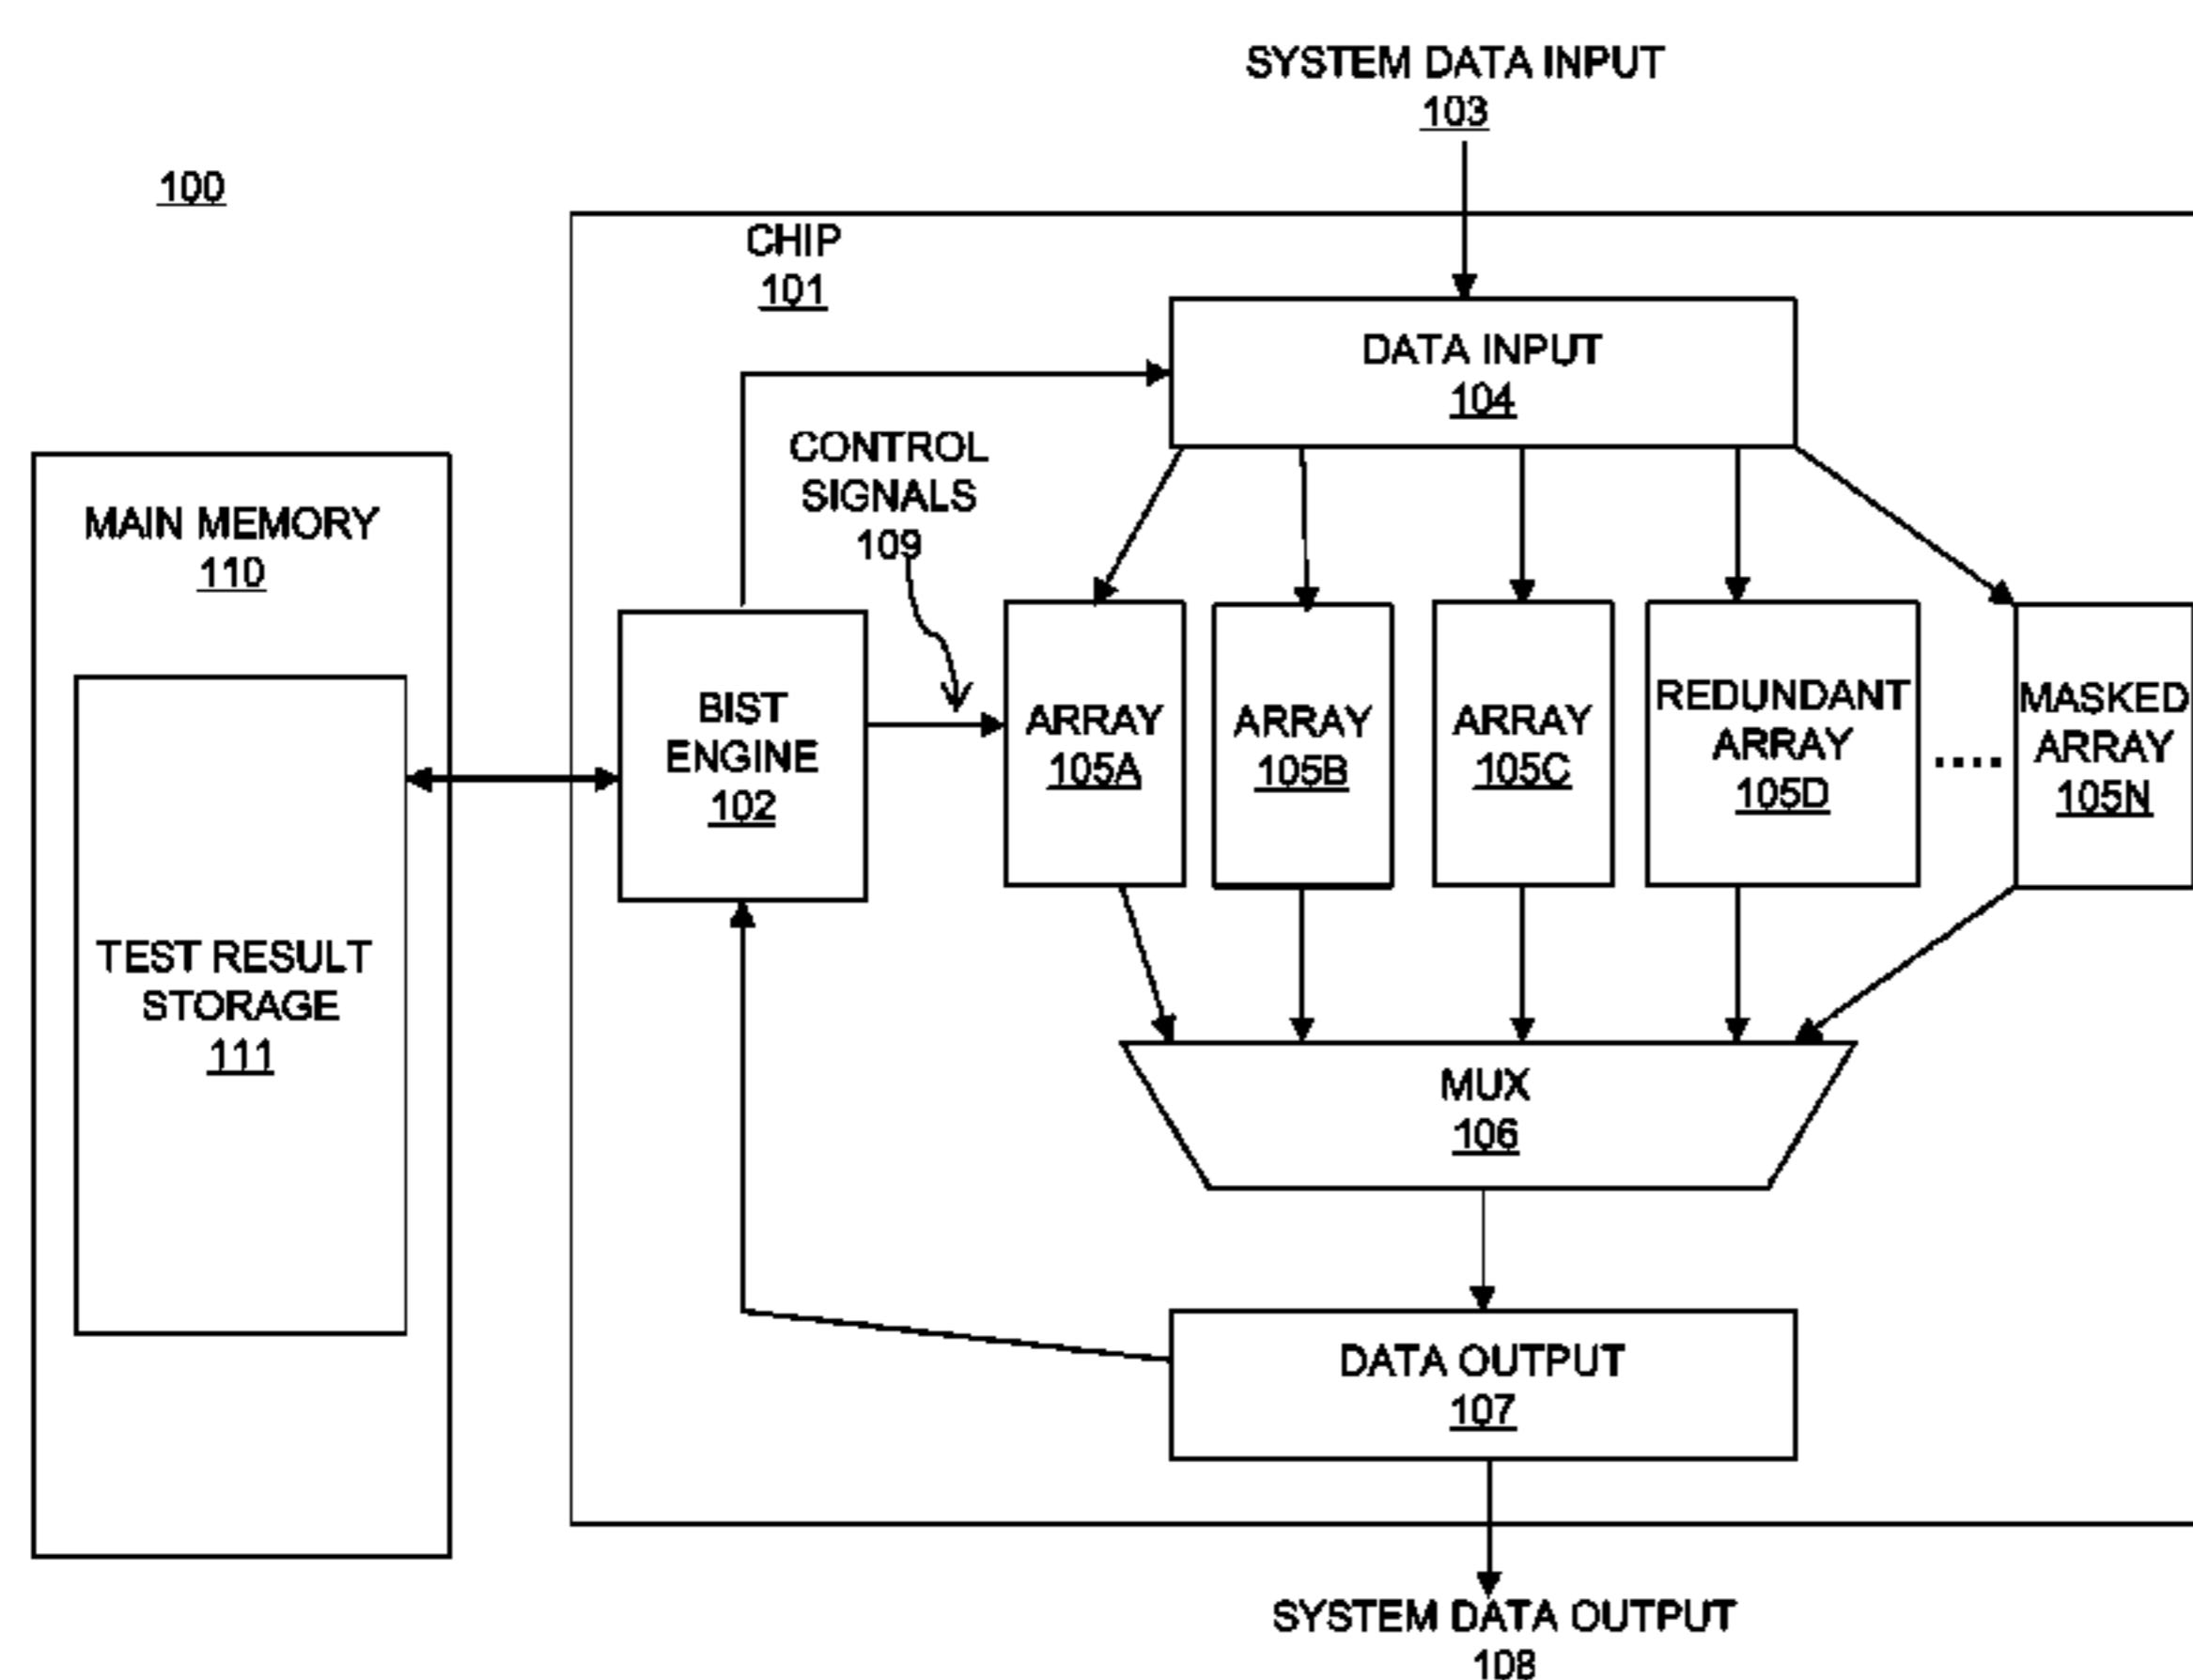 SYSTEM DATA INPUT
103
100
CHIP
101
DATA INPUT
104
CONTROL
SIGNALS
109
MAIN MEMORY
110
TEST RESULT
STORAGE
111
BIST
ENGINE
102
ARRAY
105A
ARRAY
105B
ARRAY
105C
REDUNDANT
ARRAY
105D
....
MASKED
ARRAY
105N
MUX
106
DATA OUTPUT
107
SYSTEM DATA OUTPUT
108